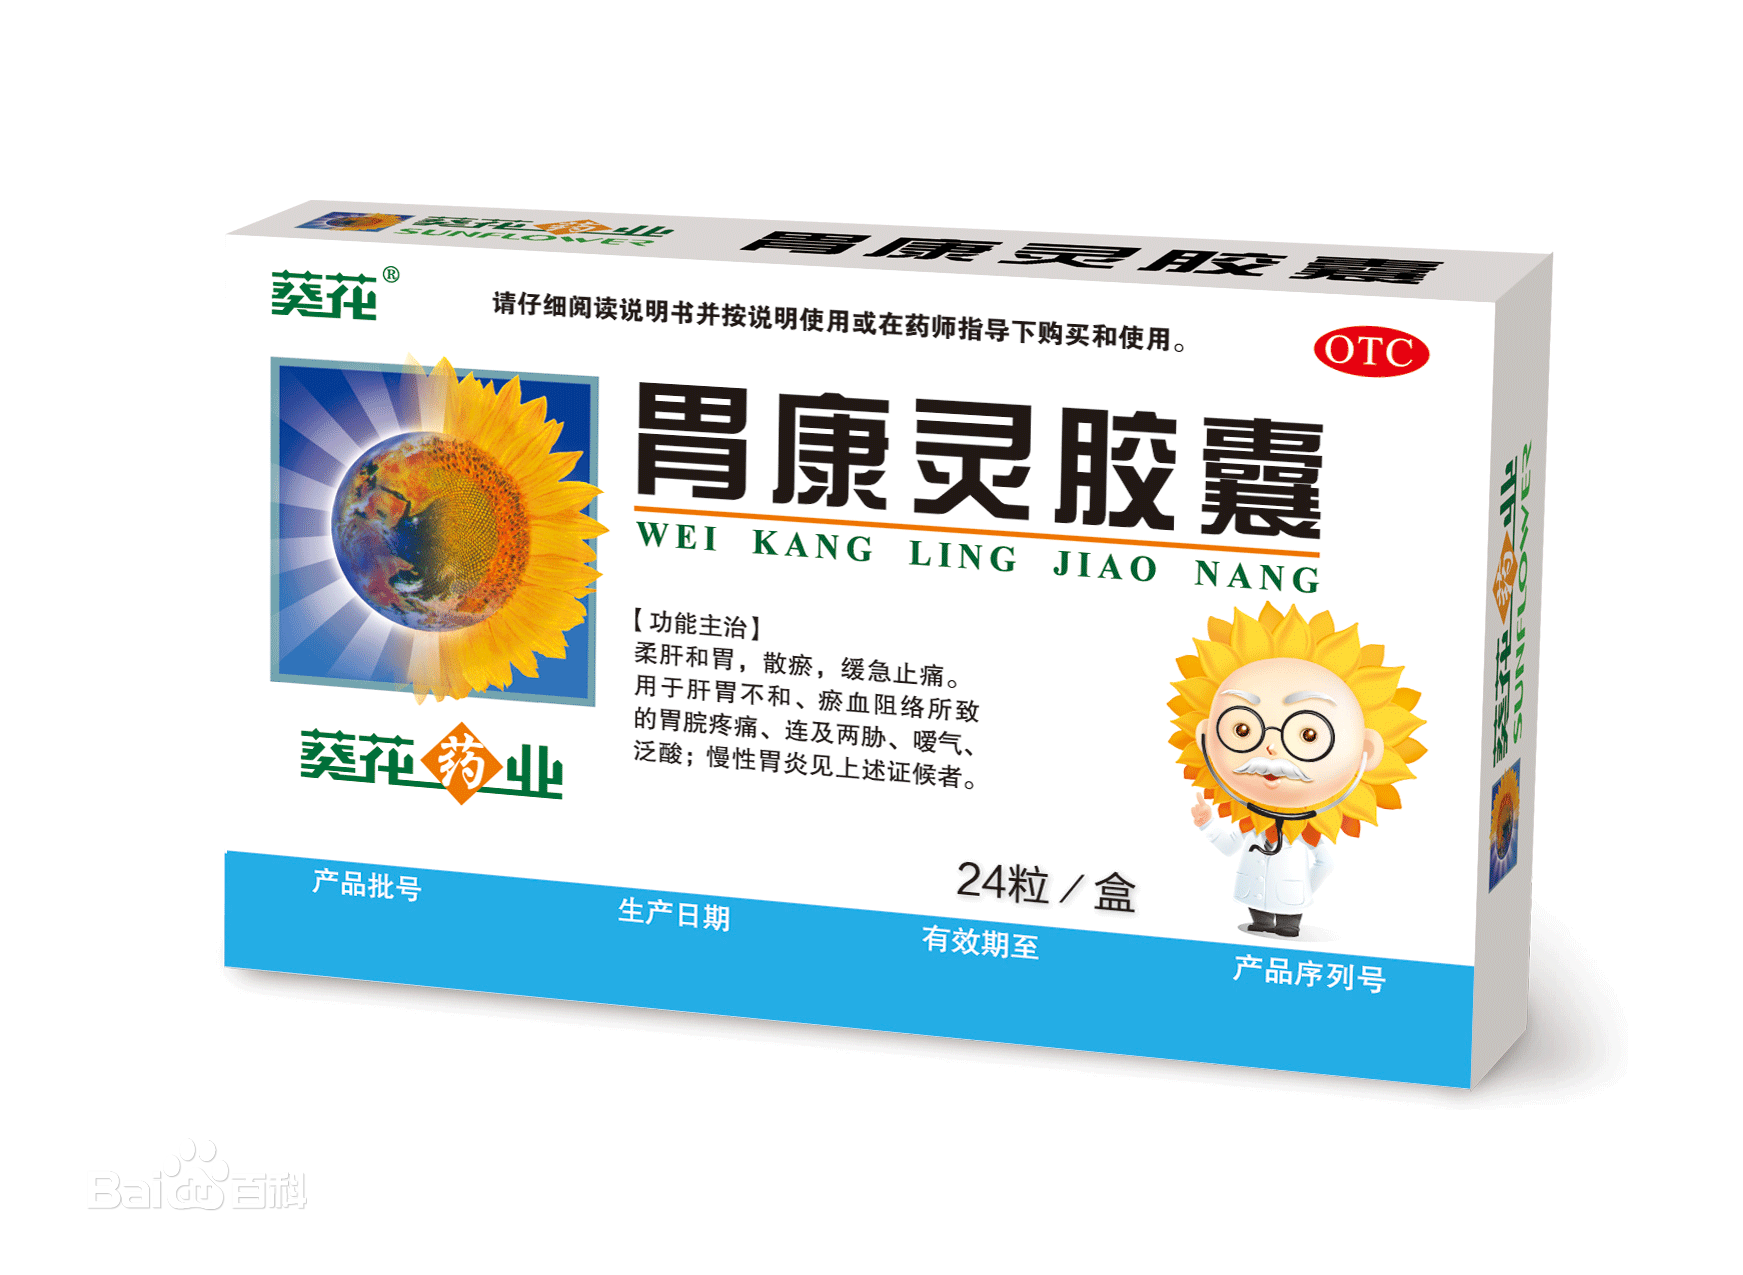 葵花药业
SUNFLOWER
胃康灵胶囊
葵花®
请仔细阅读说明书并按说明使用或在药师指导下购买和使用。
OTC
胃康灵胶囊
WEI KANG LING JIAO NANG
【功能主治】
柔肝和胃，散瘀，缓急止痛。
用于肝胃不和、瘀血阻络所致
的胃脘疼痛、连及两胁、嗳气、
泛酸；慢性胃炎见上述证候者。
葵花药业
24粒／盒
产品批号
生产日期
有效期至
产品序列号
葵花药业
SUNFLOWER
Bai百科